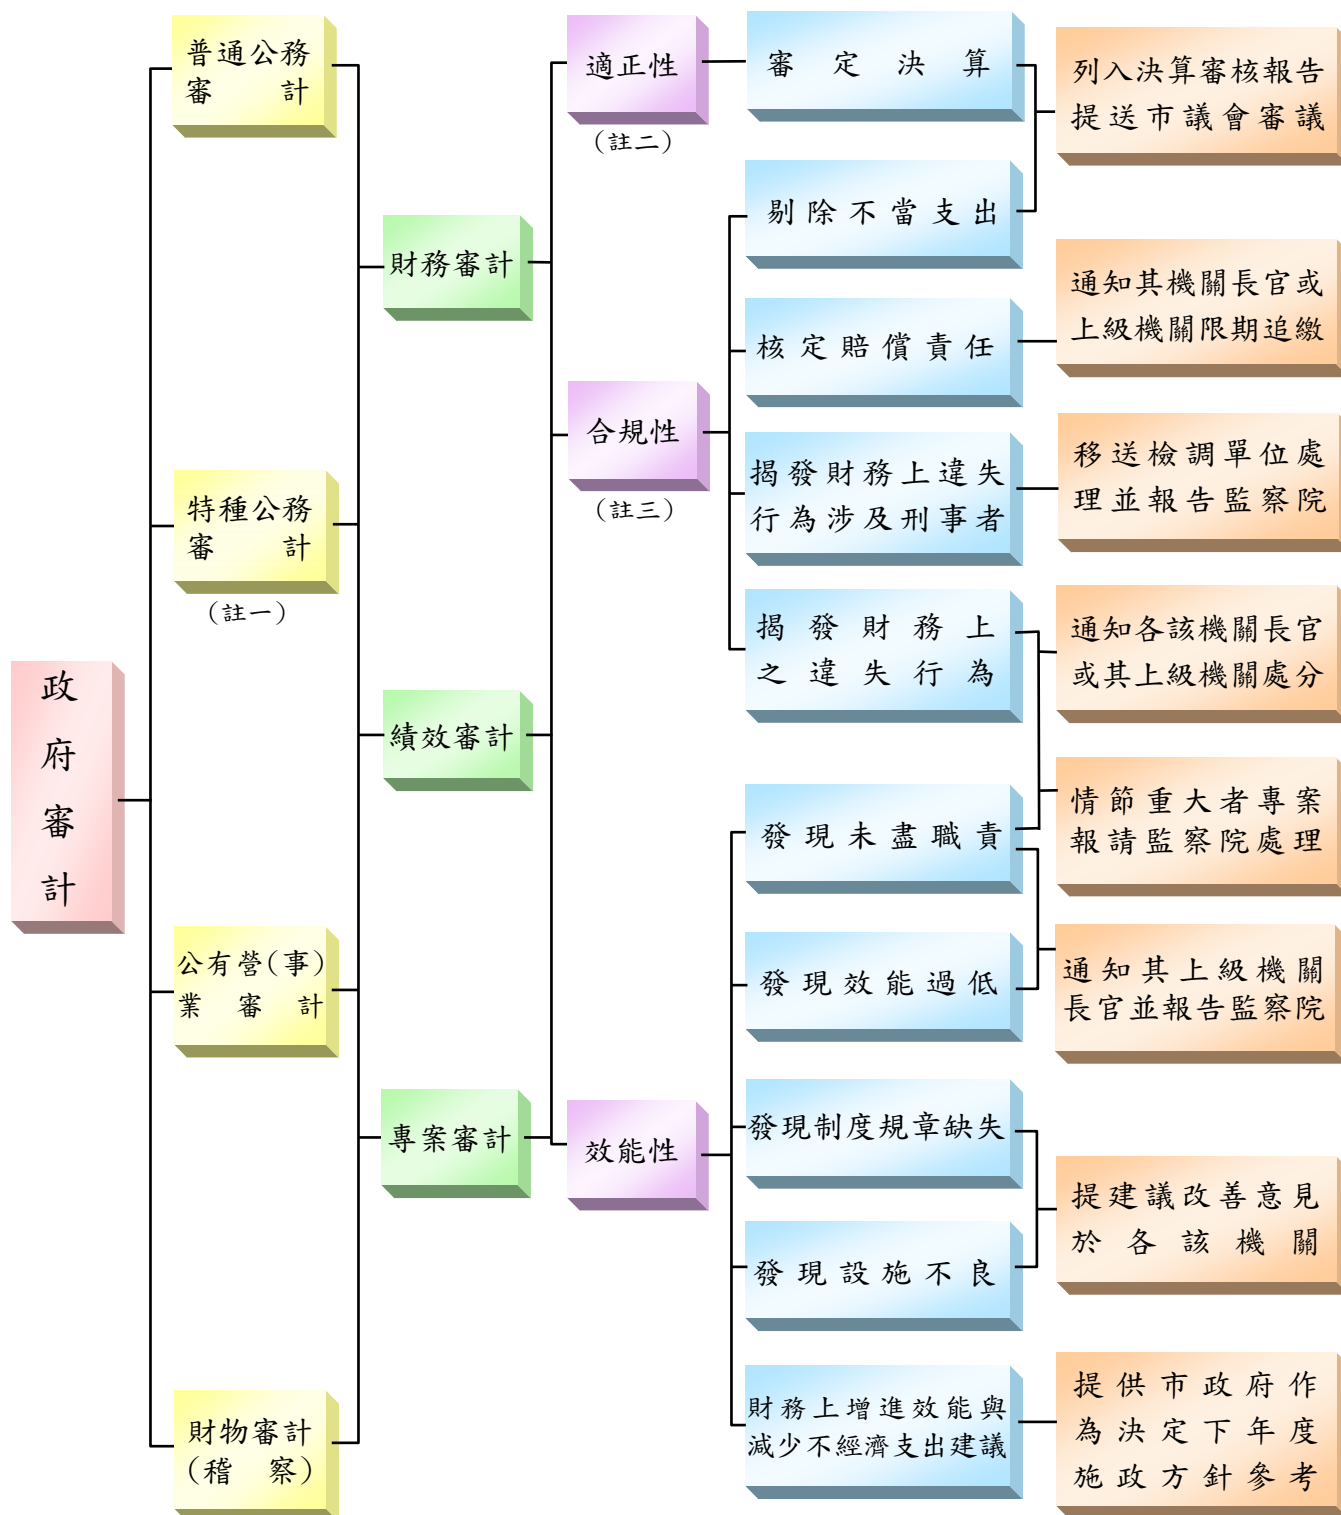 政
府
審
計
普通公務
審計
特種公務
審計
(註一)
公有營(事)
業審計
財物審計
(稽察)
財務審計
績效審計
專案審計
適正性
(註二)
合規性
(註三)
效能性
審定決算
剔除不當支出
核定賠償責任
揭發財務上違失
行為涉及刑事者
揭發財務上
之違失行為
發現未盡職責
發現效能過低
發現制度規章缺失
發現設施不良
財務上增進效能與
減少不經濟支出建議
列入決算審核報告
提送市議會審議
通知其機關長官或
上級機關限期追繳
移送檢調單位處
理並報告監察院
通知各該機關長官
或其上級機關處分
情節重大者專案
報請監察院處理
通知其上級機關
長官並報告監察院
提建議改善意見
於各該機關
提供市政府作
為決定下年度
施政方針參考